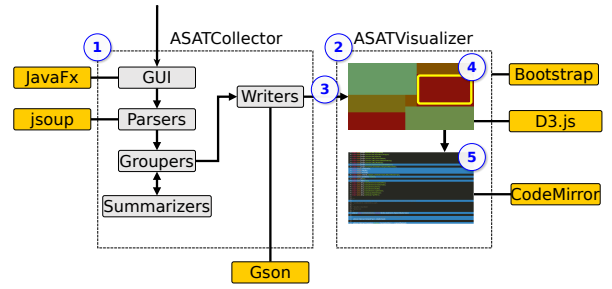 ASATCollector
ASATVisualizer
1
2
JavaFx
GUI
4
Bootstrap
3
Writers
jsoup
Parsers
D3.js
Groupers
5
Summarizers
CodeMirror
Gson